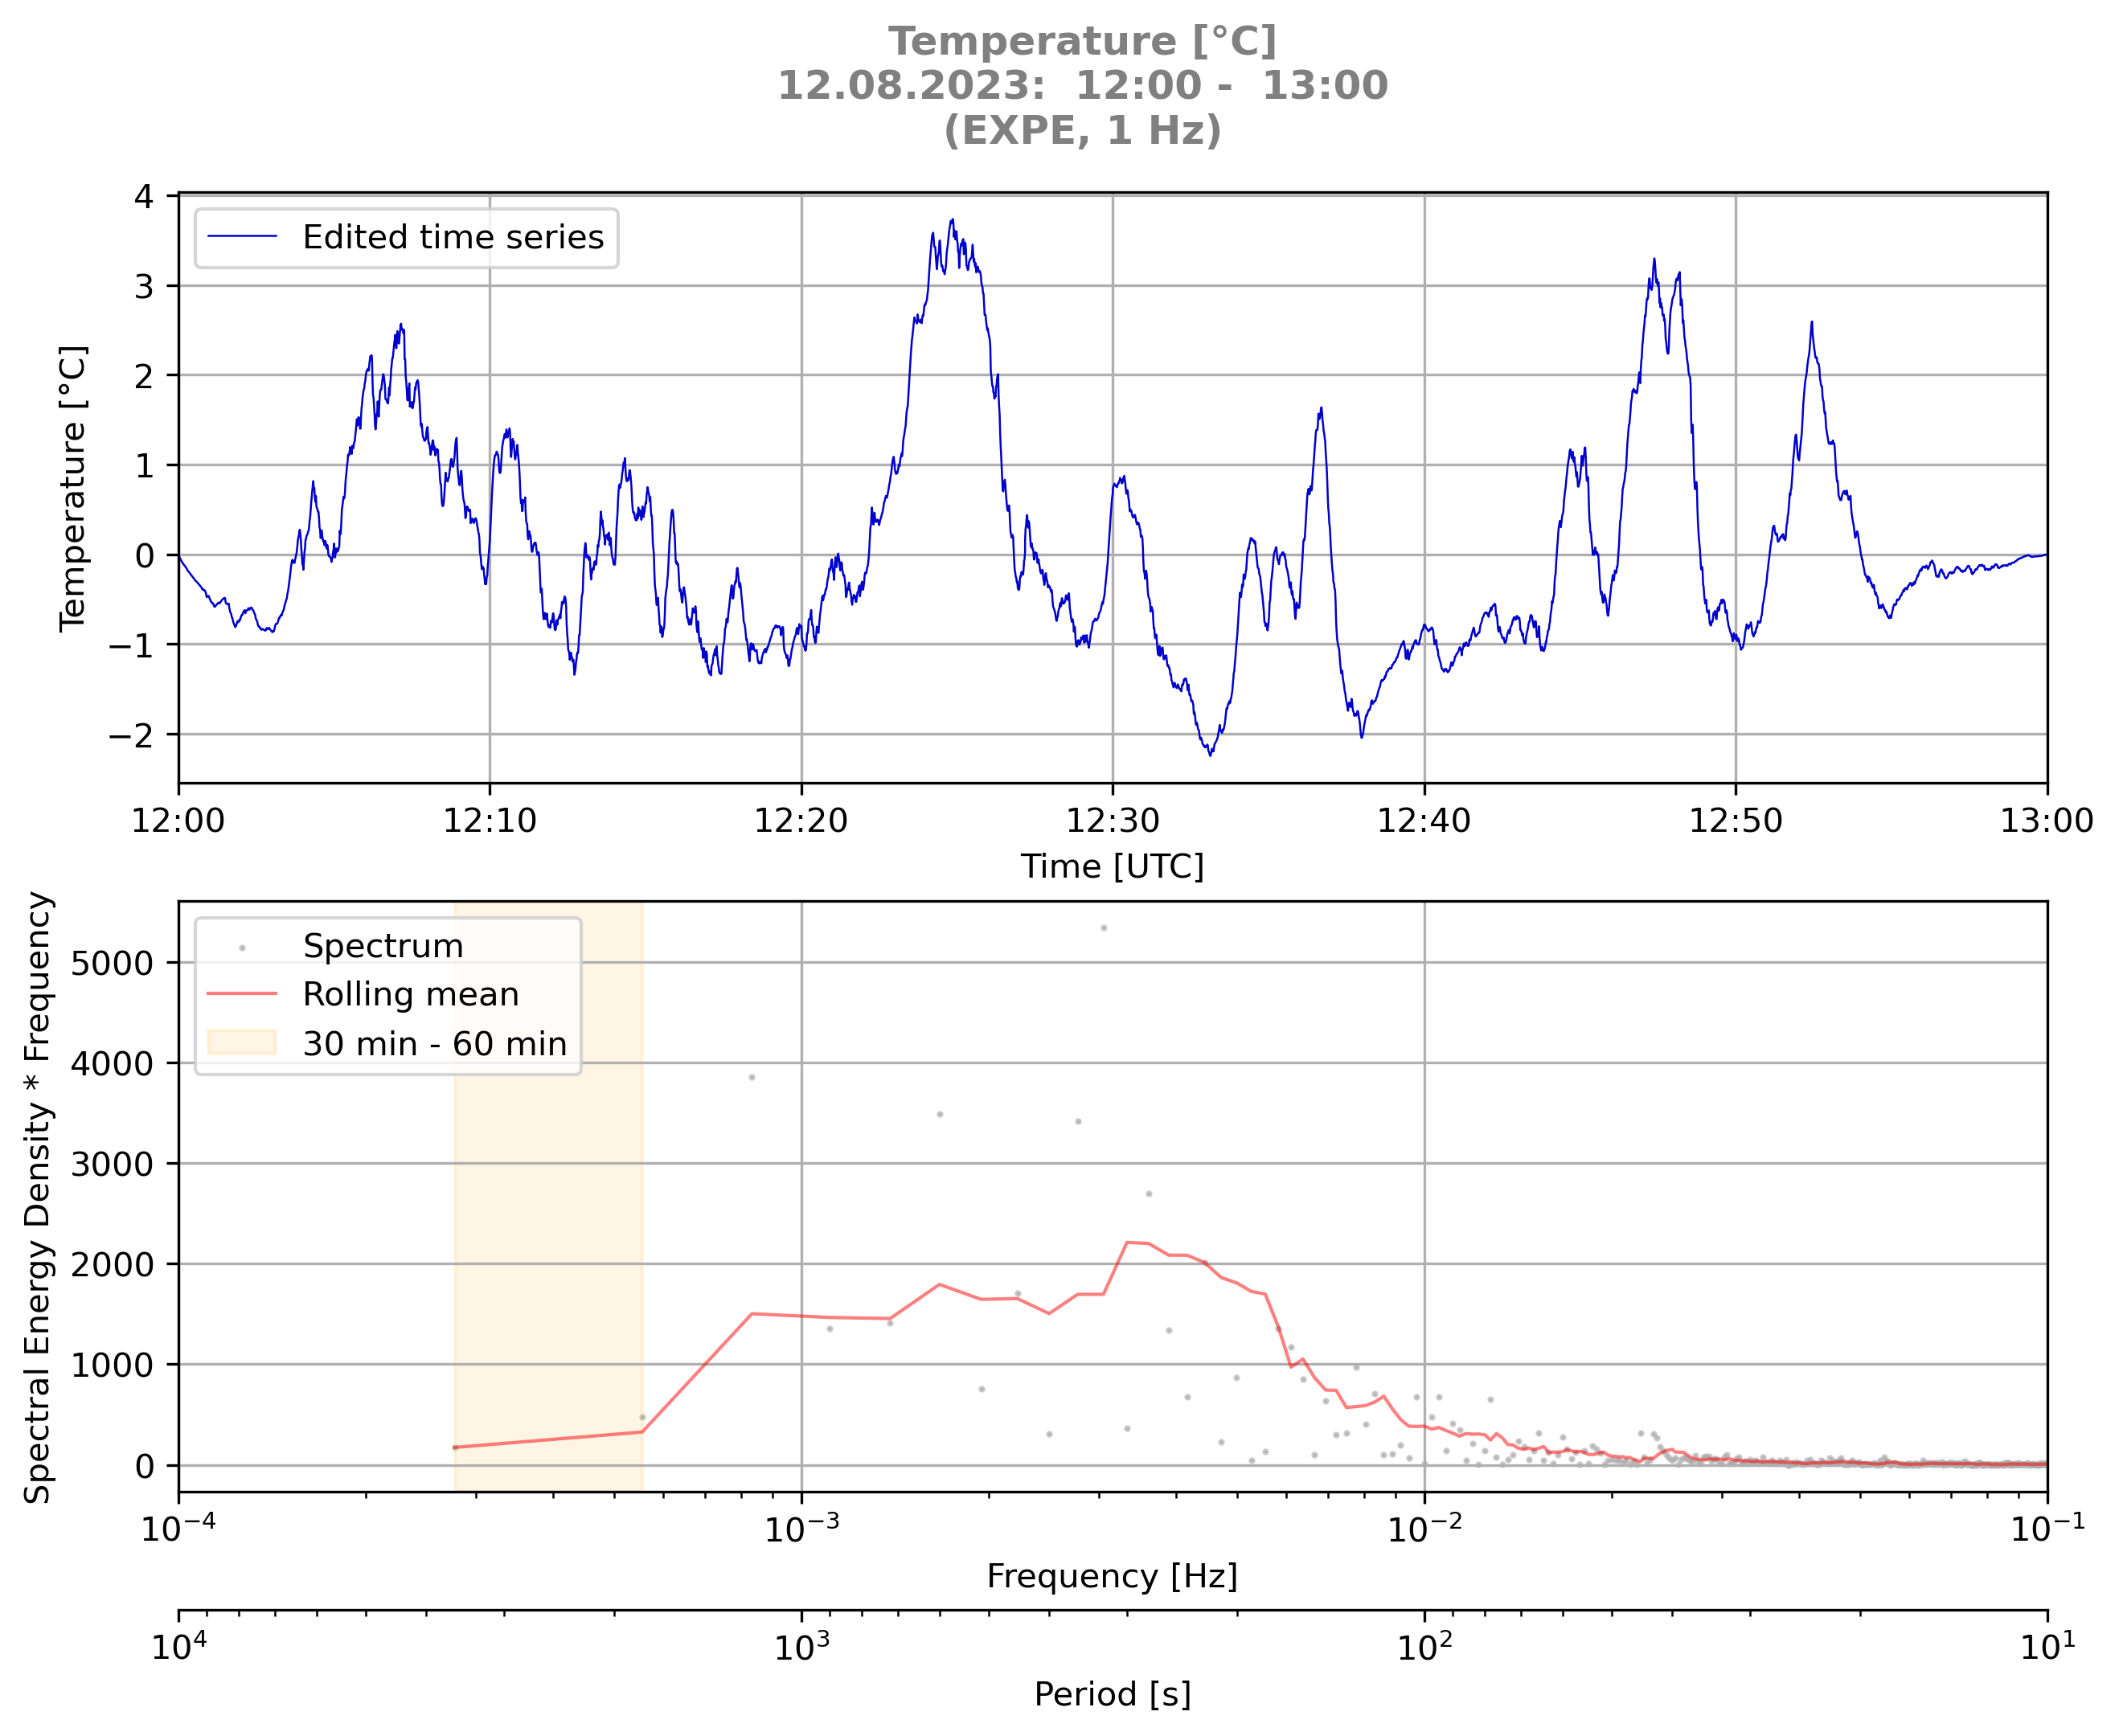 Temperature [°C]
12.08.2023:  12:00 -  13:00
(EXPE, 1 Hz)
Temperature [°C]
4
3
2
1
0
−1
−2
Edited time series
12:00 12:10 12:20 12:30 12:40 12:50 13:00
Time [UTC]
Spectral Energy Density * Frequency
5000
4000
3000
2000
1000
0
Spectrum
Rolling mean
30 min - 60 min
10⁻⁴ 10⁻³ 10⁻² 10⁻¹
Frequency [Hz]
10⁴ 10³ 10² 10¹
Period [s]